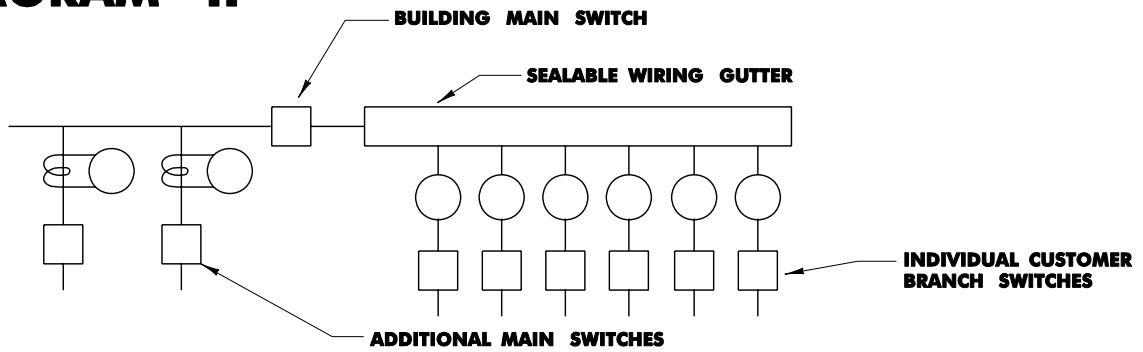 BUILDING MAIN SWITCH
SEALABLE WIRING GUTTER
INDIVIDUAL CUSTOMER
BRANCH SWITCHES
ADDITIONAL MAIN SWITCHES